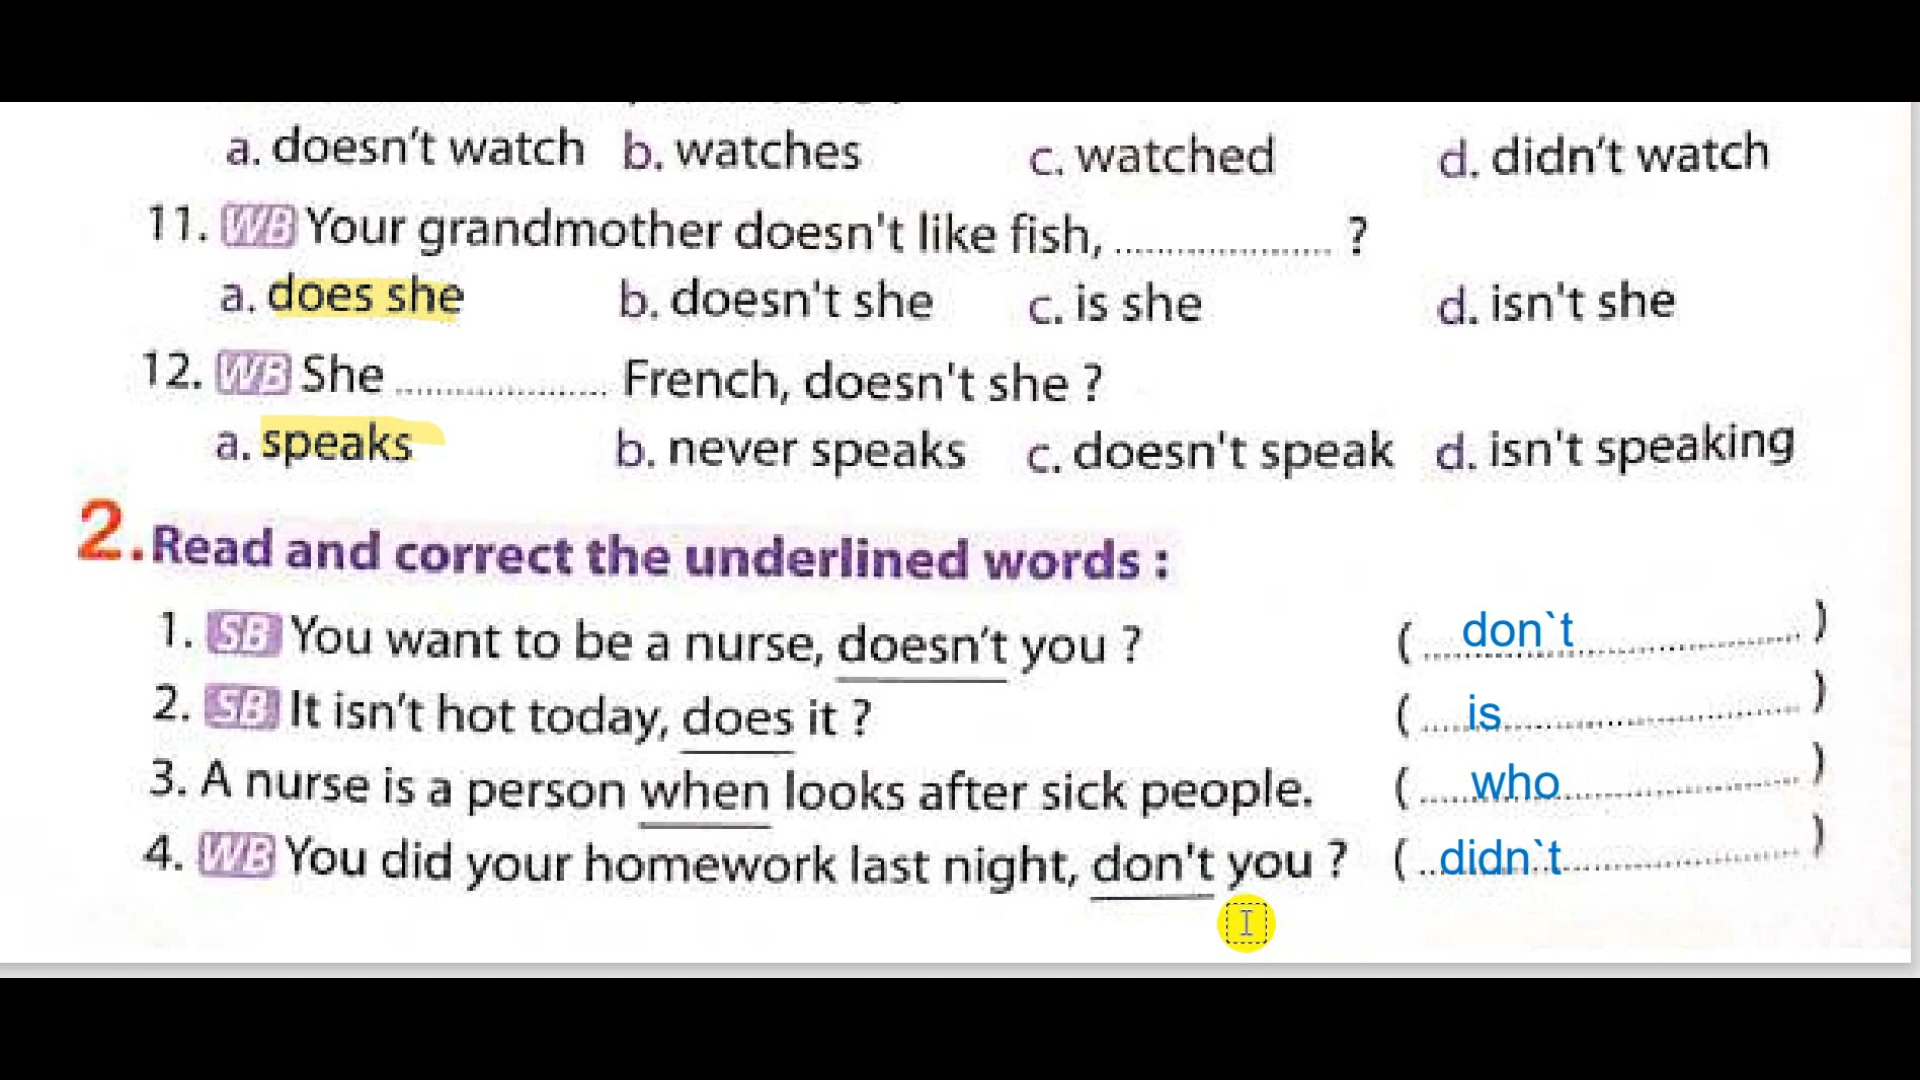 a. doesn't watch b. watches c. watched d. didn't watch
11. WB Your grandmother doesn't like fish, .................... ?
a. does she b. doesn't she c. is she d. isn't she
12. WB She .................... French, doesn't she ?
a. speaks b. never speaks c. doesn't speak d. isn't speaking
2. Read and correct the underlined words :
1. SB You want to be a nurse, doesn't you ? ( don`t )
2. SB It isn't hot today, does it ? ( is )
3. A nurse is a person when looks after sick people. ( who )
4. WB You did your homework last night, don't you ? ( didn`t )